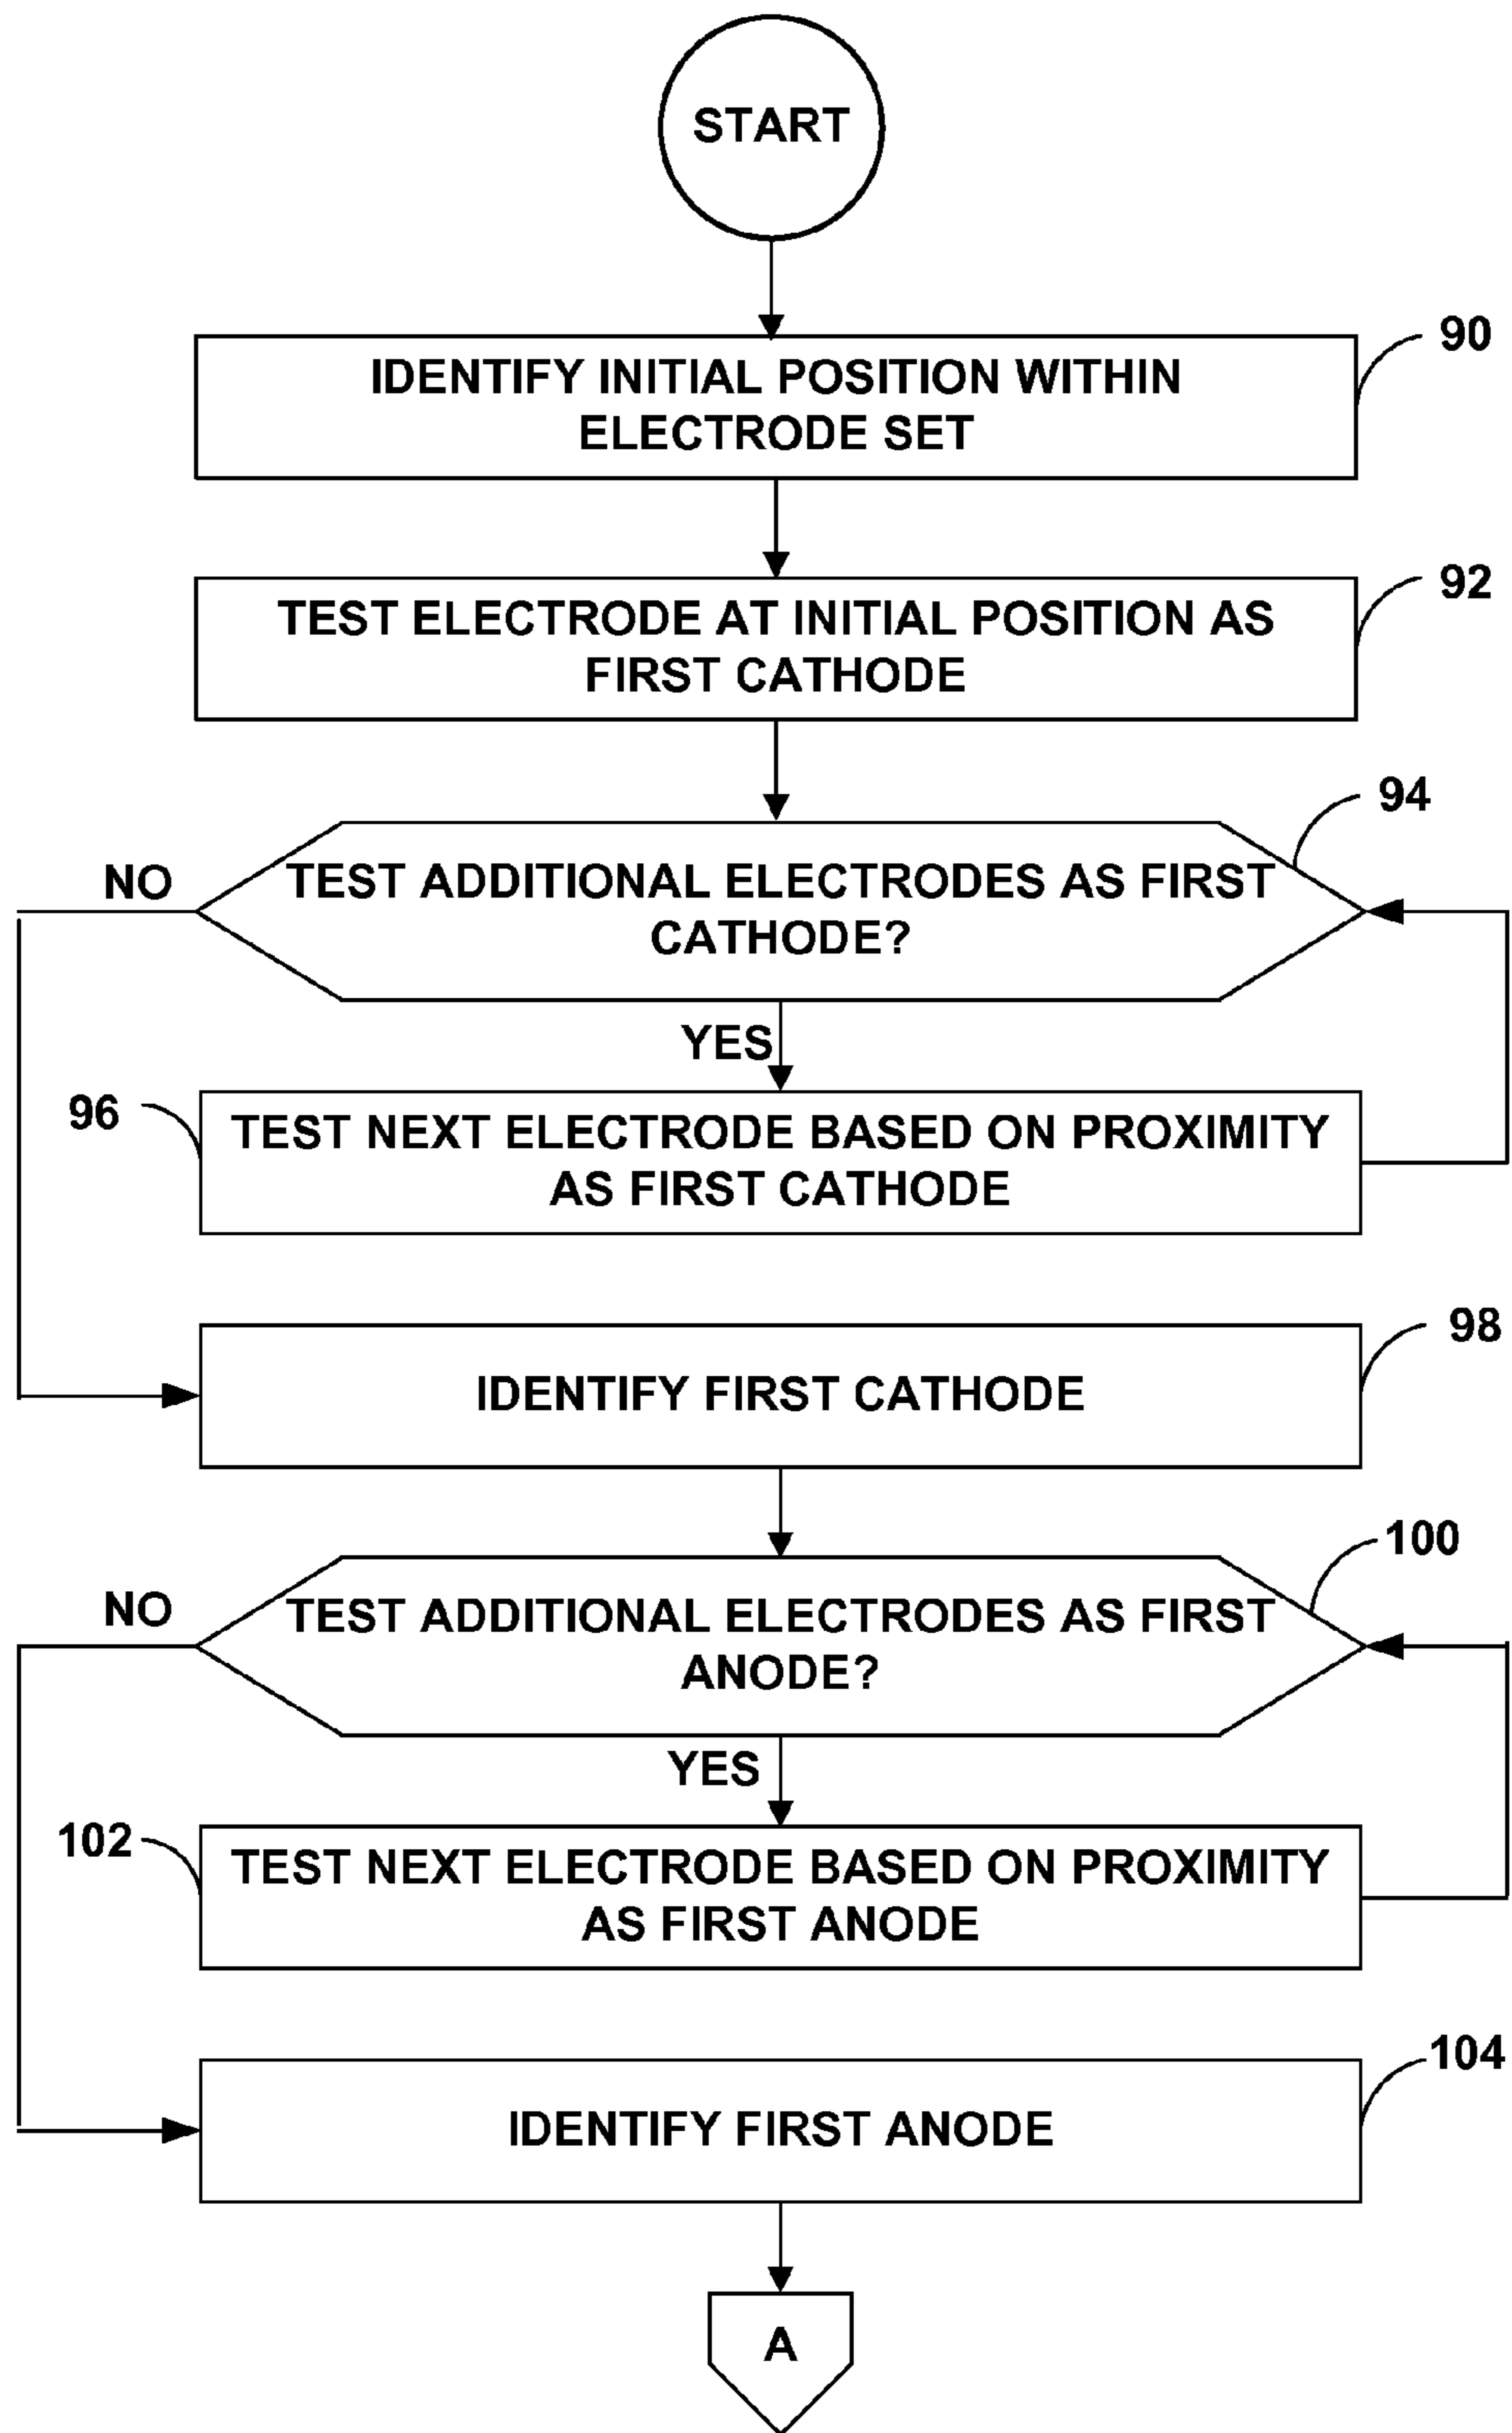 START
90
IDENTIFY INITIAL POSITION WITHIN
ELECTRODE SET
92
TEST ELECTRODE AT INITIAL POSITION AS
FIRST CATHODE
94
NO
TEST ADDITIONAL ELECTRODES AS FIRST
CATHODE?
YES
96
TEST NEXT ELECTRODE BASED ON PROXIMITY
AS FIRST CATHODE
98
IDENTIFY FIRST CATHODE
100
NO
TEST ADDITIONAL ELECTRODES AS FIRST
ANODE?
YES
102
TEST NEXT ELECTRODE BASED ON PROXIMITY
AS FIRST ANODE
104
IDENTIFY FIRST ANODE
A